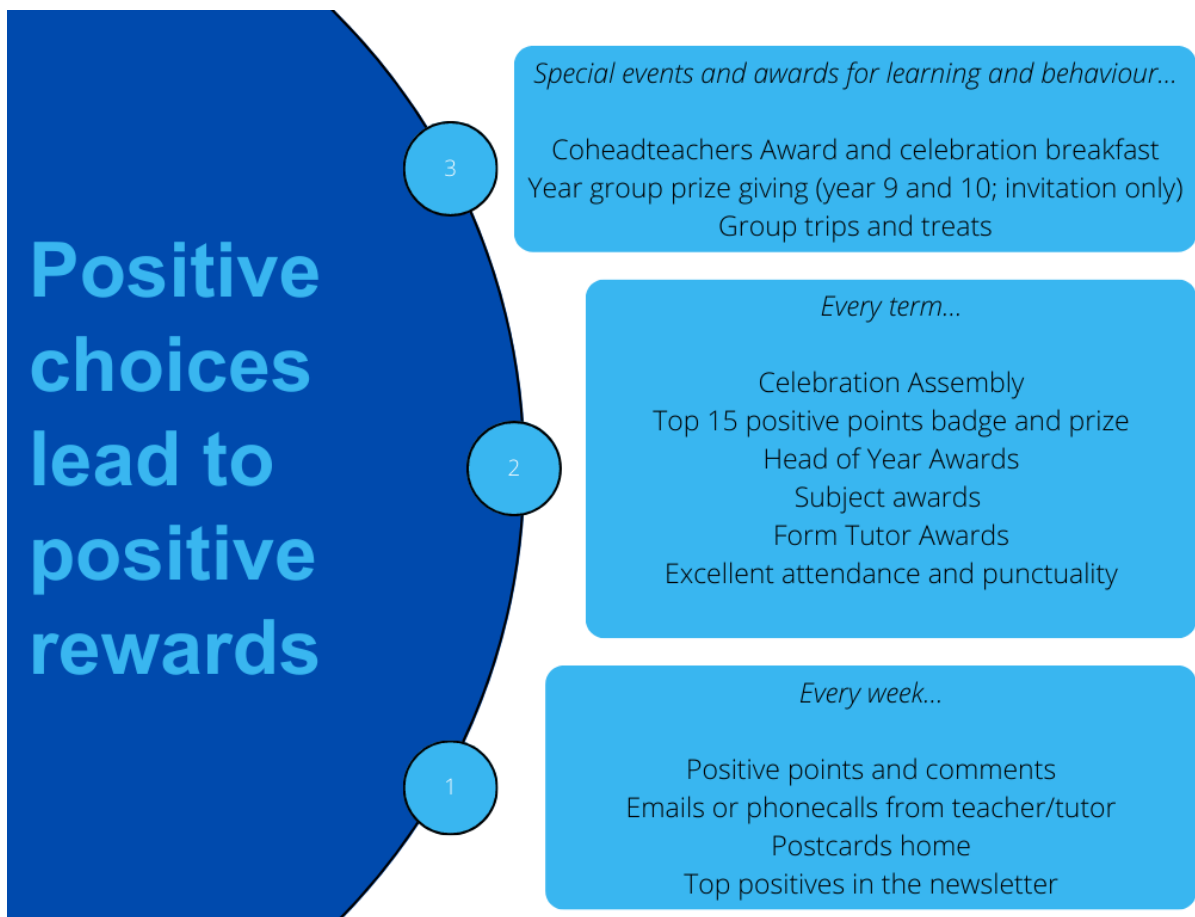 Positive
choices
lead to
positive
rewards
3
Special events and awards for learning and behaviour...
Coheadteachers Award and celebration breakfast
Year group prize giving (year 9 and 10; invitation only)
Group trips and treats
2
Every term...
Celebration Assembly
Top 15 positive points badge and prize
Head of Year Awards
Subject awards
Form Tutor Awards
Excellent attendance and punctuality
1
Every week...
Positive points and comments
Emails or phonecalls from teacher/tutor
Postcards home
Top positives in the newsletter